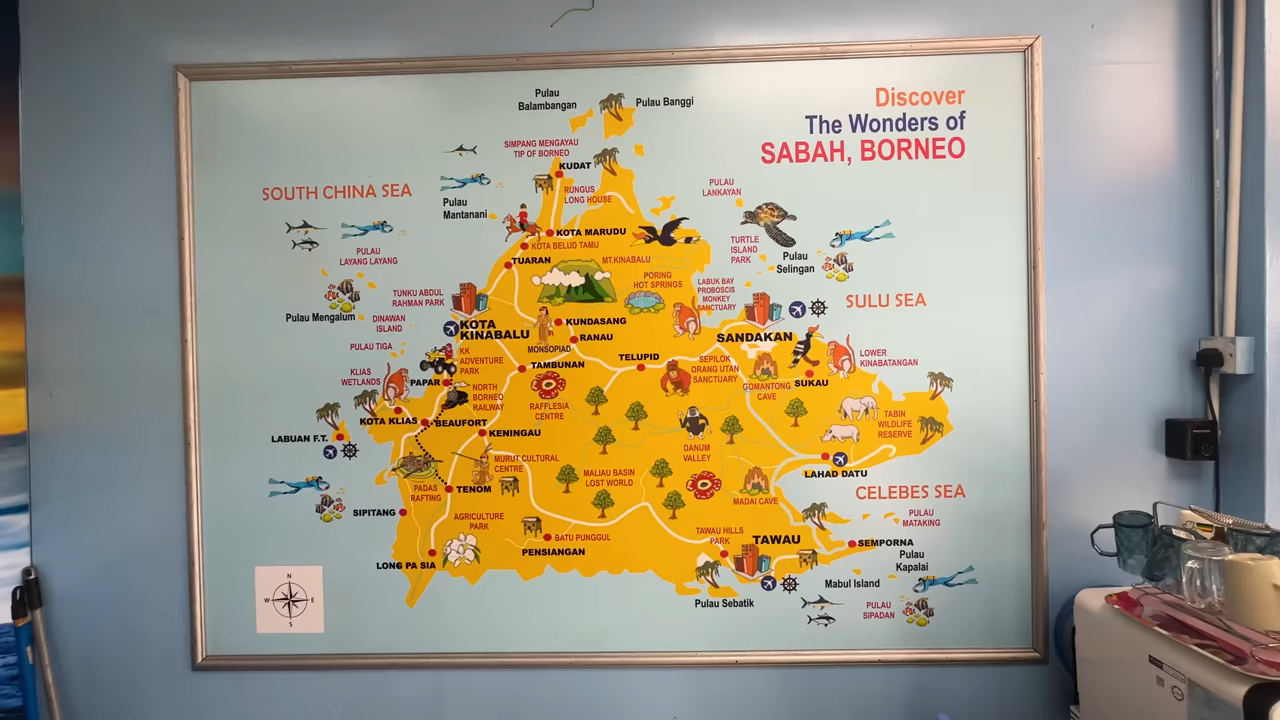 Discover
The Wonders of
SABAH, BORNEO
Pulau
Balambangan
Pulau Banggi
SIMPANG MENGAYAU
TIP OF BORNEO
KUDAT
RUNGUS
LONG HOUSE
SOUTH CHINA SEA
Pulau
Mantanani
PULAU
LANKAYAN
KOTA MARUDU
KOTA BELUD TAMU
TURTLE
ISLAND
PARK
PULAU
LAYANG LAYANG
TUARAN
MT.KINABALU
Pulau
Selingan
PORING
HOT SPRINGS
LABUK BAY
PROBOSCIS
MONKEY
SANCTUARY
TUNKU ABDUL
RAHMAN PARK
SULU SEA
Pulau Mengalum
DINAWAN
ISLAND
KOTA
KINABALU
KUNDASANG
RANAU
SANDAKAN
PULAU TIGA
KK
ADVENTURE
PARK
MONSOPIAD
TELUPID
TAMBUNAN
SEPILOK
ORANG UTAN
SANCTUARY
LOWER
KINABATANGAN
KLIAS
WETLANDS
PAPAR
NORTH
BORNEO
RAILWAY
GOMANTONG
CAVE
SUKAU
RAFFLESIA
CENTRE
KOTA KLIAS
BEAUFORT
TABIN
WILDLIFE
RESERVE
LABUAN F.T.
KENINGAU
DANUM
VALLEY
MURUT CULTURAL
CENTRE
MALIAU BASIN
LOST WORLD
LAHAD DATU
PADAS
RAFTING
TENOM
MADAI CAVE
CELEBES SEA
SIPITANG
AGRICULTURE
PARK
PULAU
MATAKING
BATU PUNGGUL
PENSIANGAN
TAWAU HILLS
PARK
TAWAU
SEMPORNA
LONG PA SIA
Pulau
Kapalai
Mabul Island
Pulau Sebatik
PULAU
SIPADAN
N
W
E
S